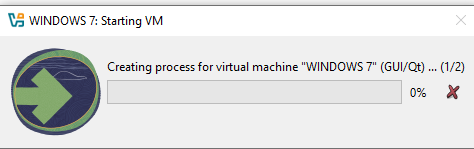 WINDOWS 7: Starting VM
Creating process for virtual machine "WINDOWS 7" (GUI/Qt) ... (1/2)
0%